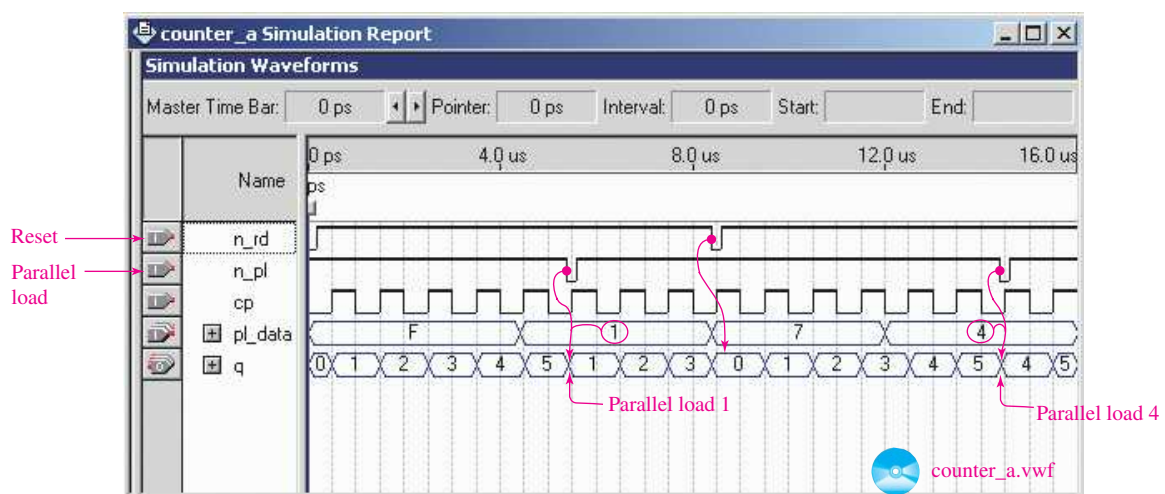 counter_a Simulation Report
Simulation Waveforms
Master Time Bar: 0 ps Pointer: 0 ps Interval: 0 ps Start: End:
Name
0 ps 4.0 us 8.0 us 12.0 us 16.0 us
ps
Reset n_rd
Parallel load n_pl
cp
pl_data F 1 7 4
q 0 1 2 3 4 5 1 2 3 0 1 2 3 4 5 4 5
Parallel load 1
Parallel load 4
counter_a.vwf